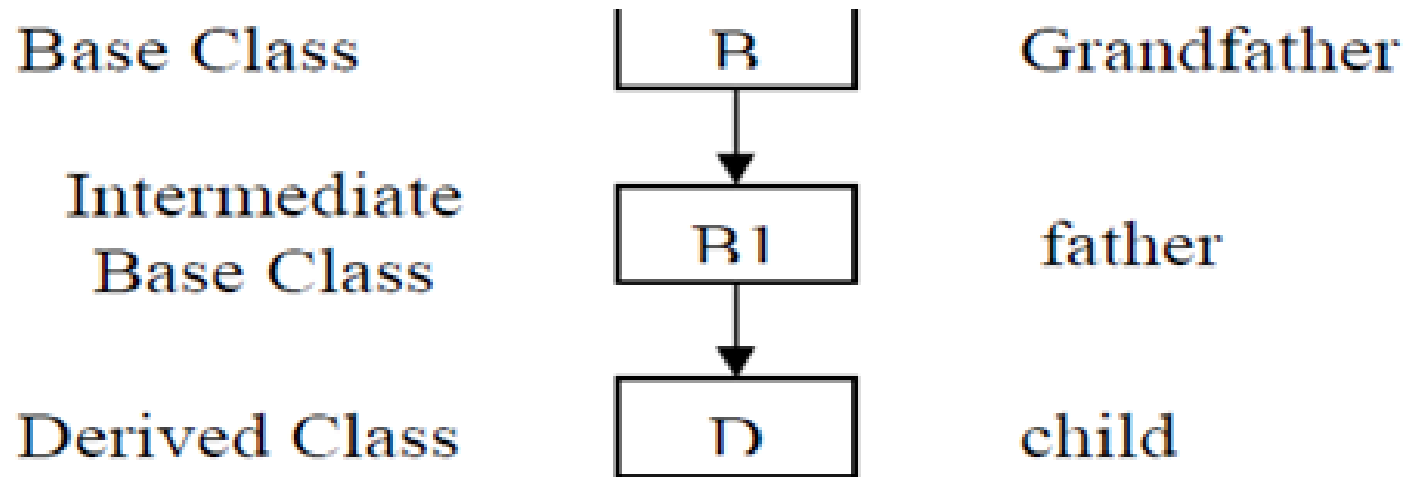 Base Class B Grandfather
Intermediate
Base Class B1 father
Derived Class D child